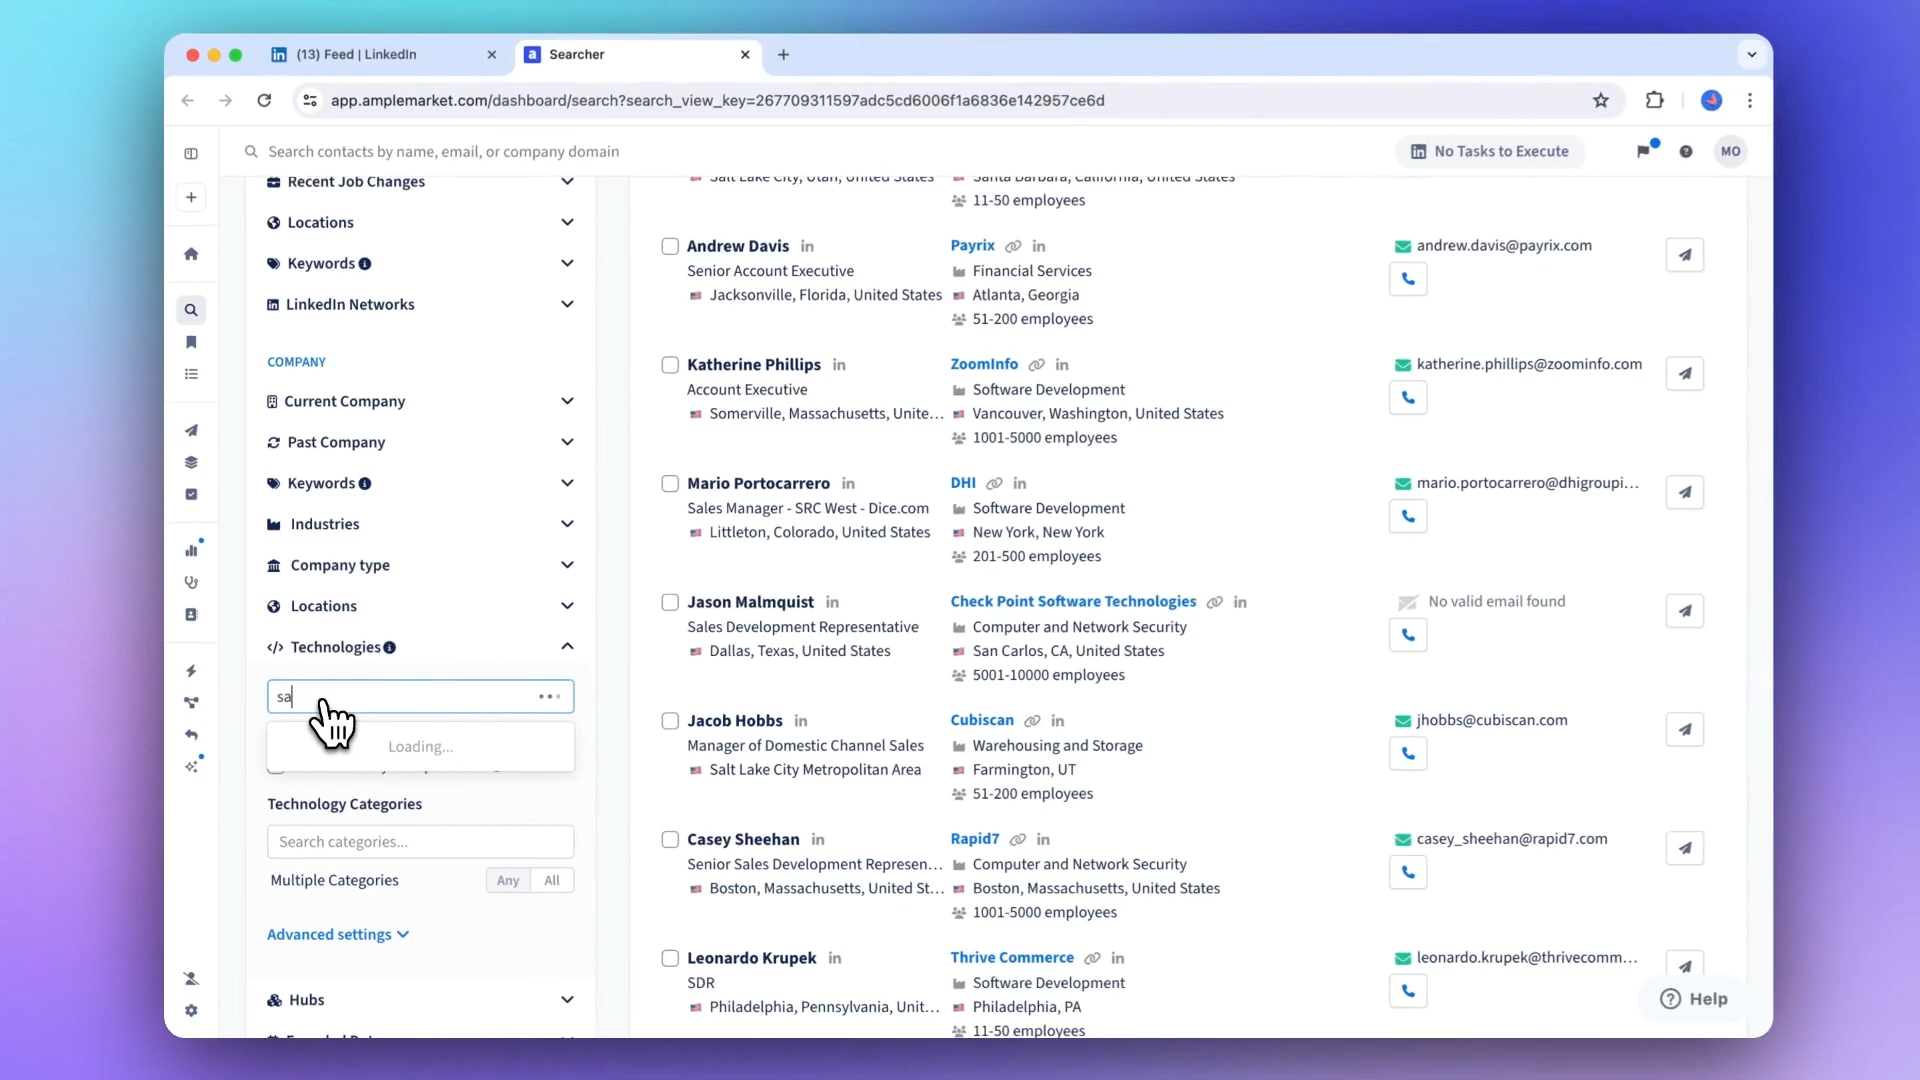 (13) Feed | LinkedIn
Searcher
app.amplemarket.com/dashboard/search?search_view_key=267709311597adc5cd6006f1a6836e142957ce6d
Search contacts by name, email, or company domain
No Tasks to Execute
MO
Recent Job Changes
Locations
Keywords
LinkedIn Networks
COMPANY
Current Company
Past Company
Keywords
Industries
Company type
Locations
Technologies
sa
Loading...
Technology Categories
Search categories...
Multiple Categories
Any
All
Advanced settings
Hubs
Salt Lake City, Utah, United States
Santa Barbara, California, United States
11-50 employees
Andrew Davis
Senior Account Executive
Jacksonville, Florida, United States
Payrix
Financial Services
Atlanta, Georgia
51-200 employees
andrew.davis@payrix.com
Katherine Phillips
Account Executive
Somerville, Massachusetts, Unite...
ZoomInfo
Software Development
Vancouver, Washington, United States
1001-5000 employees
katherine.phillips@zoominfo.com
Mario Portocarrero
Sales Manager - SRC West - Dice.com
Littleton, Colorado, United States
DHI
Software Development
New York, New York
201-500 employees
mario.portocarrero@dhigroupi...
Jason Malmquist
Sales Development Representative
Dallas, Texas, United States
Check Point Software Technologies
Computer and Network Security
San Carlos, CA, United States
5001-10000 employees
No valid email found
Jacob Hobbs
Manager of Domestic Channel Sales
Salt Lake City Metropolitan Area
Cubiscan
Warehousing and Storage
Farmington, UT
51-200 employees
jhobbs@cubiscan.com
Casey Sheehan
Senior Sales Development Represen...
Boston, Massachusetts, United St...
Rapid7
Computer and Network Security
Boston, Massachusetts, United States
1001-5000 employees
casey_sheehan@rapid7.com
Leonardo Krupek
SDR
Philadelphia, Pennsylvania, Unit...
Thrive Commerce
Software Development
Philadelphia, PA
11-50 employees
leonardo.krupek@thrivecomm...
Help